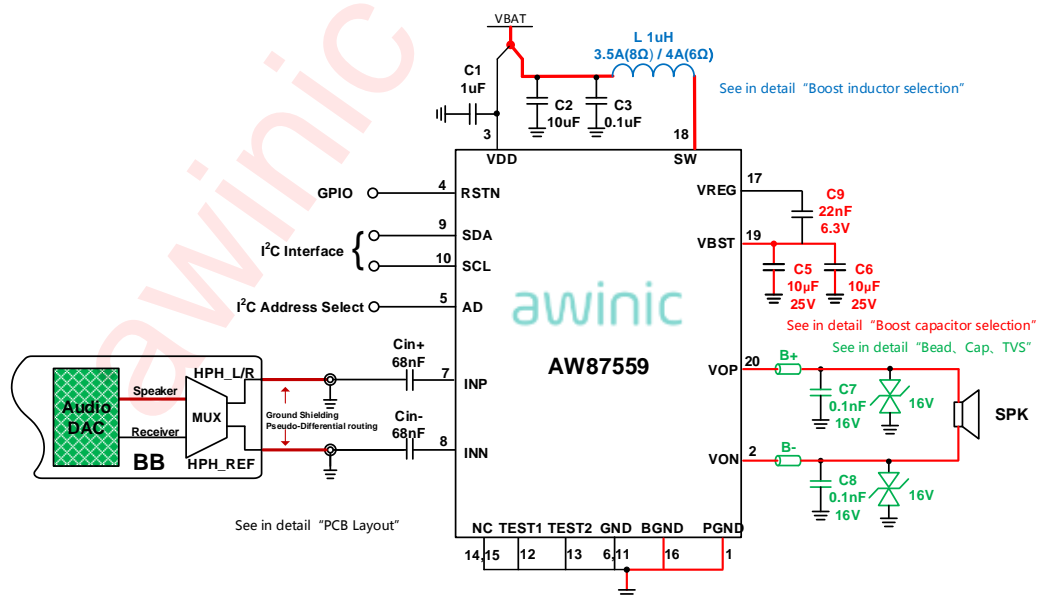 VBAT
L 1uH
3.5A(8Ω) / 4A(6Ω)
C1
1uF
C2
10uF
C3
0.1uF
See in detail “Boost inductor selection”
3
18
VDD
SW
17
VREG
C9
22nF
6.3V
GPIO
4
RSTN
9
SDA
I²C Interface
{
10
SCL
19
VBST
C5
10μF
25V
C6
10μF
25V
I²C Address Select
5
AD
awinic
awinic
AW87559
See in detail “Boost capacitor selection”
See in detail “Bead、Cap、TVS”
Cin+
68nF
7
INP
20
VOP
B+
C7
0.1nF
16V
16V
SPK
HPH_L/R
Speaker
Audio
DAC
MUX
Ground Shielding
Pseudo-Differential routing
Receiver
BB
HPH_REF
Cin-
68nF
8
INN
2
VON
B-
C8
0.1nF
16V
16V
See in detail “PCB Layout”
NC TEST1 TEST2 GND BGND PGND
14,15 12 13 6,11 16 1